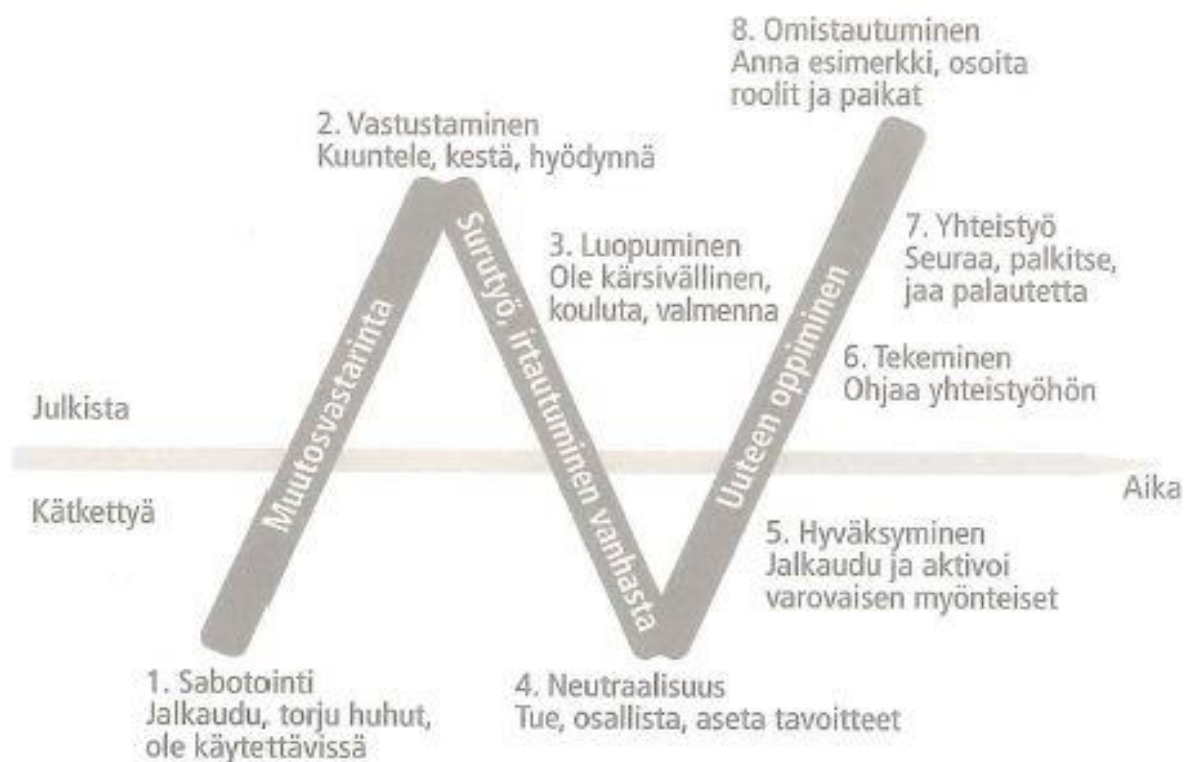 8. Omistautuminen
Anna esimerkki, osoita
roolit ja paikat
2. Vastustaminen
Kuuntele, kestä, hyödynnä
3. Luopuminen
Ole kärsivällinen,
kouluta, valmenna
7. Yhteistyö
Seuraa, palkitse,
jaa palautetta
6. Tekeminen
Ohjaa yhteistyöhön
Muutosvastarinta
Surutyö, irtautuminen vanhasta
Uuteen oppiminen
Julkista
Kätkettyä
Aika
5. Hyväksyminen
Jalkaudu ja aktivoi
varovaisen myönteiset
1. Sabotointi
Jalkaudu, torju huhut,
ole käytettävissä
4. Neutraalisuus
Tue, osallista, aseta tavoitteet